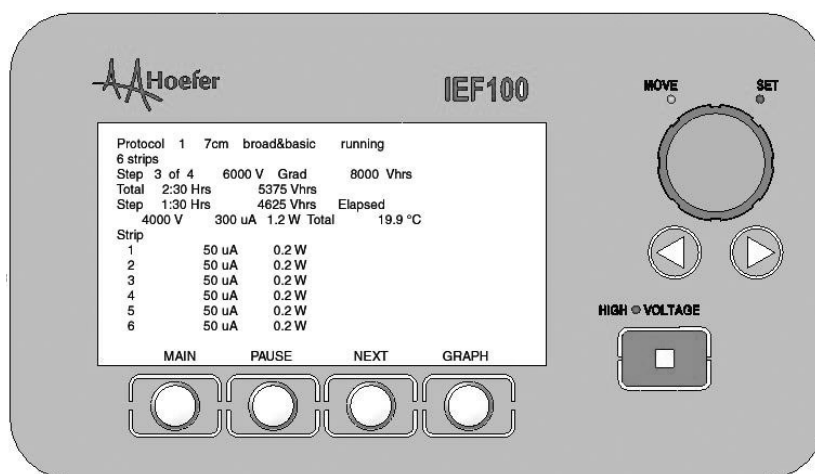 Hoefer
IEF100
MOVE SET
Protocol 1 7cm broad&basic running
6 strips
Step 3 of 4 6000 V Grad 8000 Vhrs
Total 2:30 Hrs 5375 Vhrs
Step 1:30 Hrs 4625 Vhrs Elapsed
4000 V 300 uA 1.2 W Total 19.9 °C
Strip
1 50 uA 0.2 W
2 50 uA 0.2 W
3 50 uA 0.2 W
4 50 uA 0.2 W
5 50 uA 0.2 W
6 50 uA 0.2 W
MAIN PAUSE NEXT GRAPH
HIGH VOLTAGE